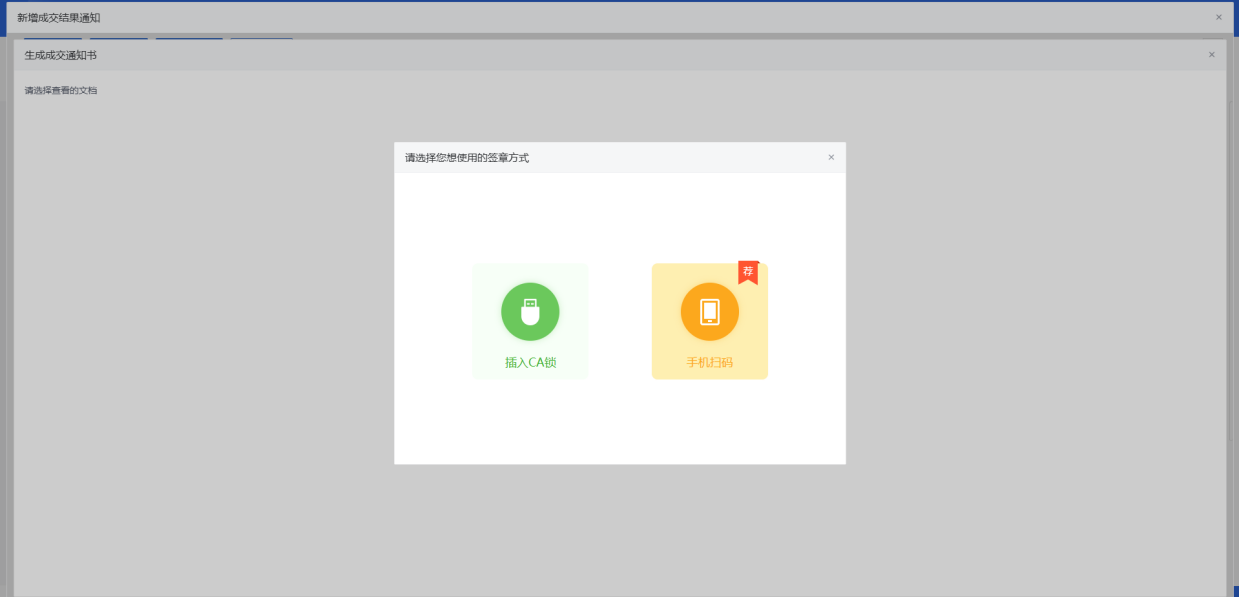 新增成交结果通知
生成成交通知书
请选择查看的文档
请选择您想使用的签章方式
荐
插入CA锁
手机扫码